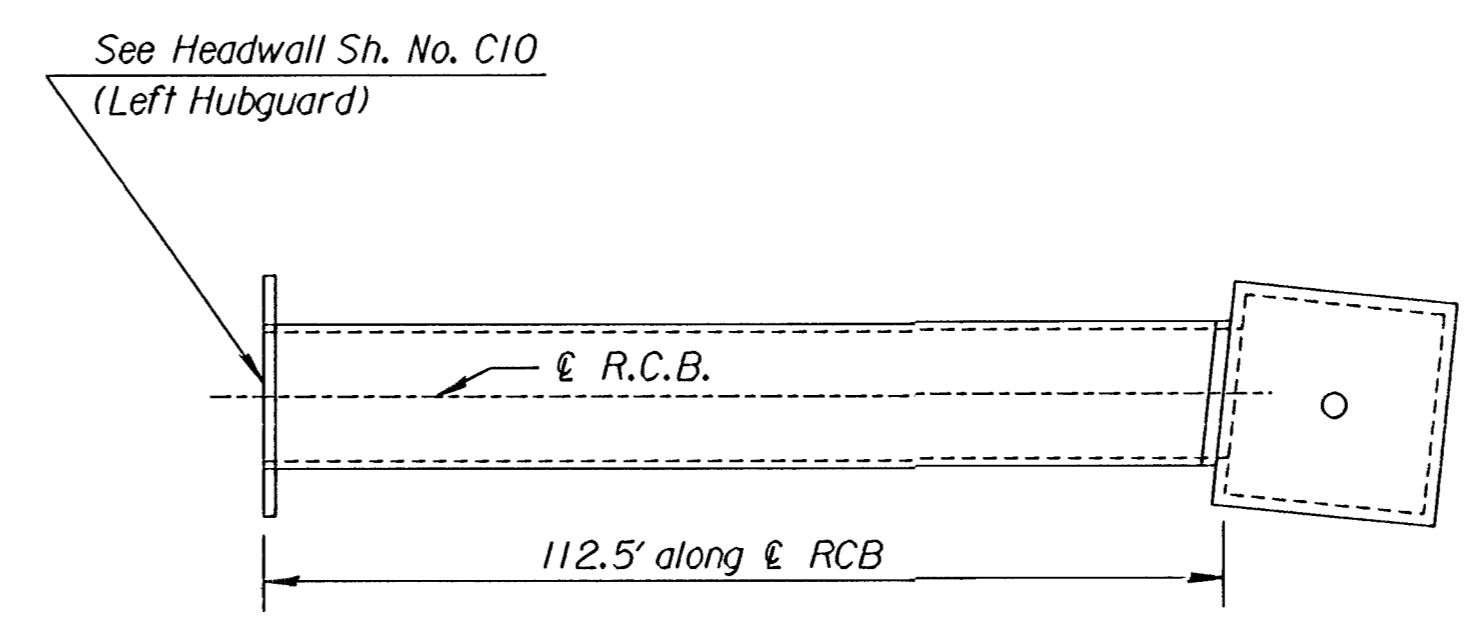 See Headwall Sh. No. C10
(Left Hubguard)
℄ R.C.B.
112.5' along ℄ RCB